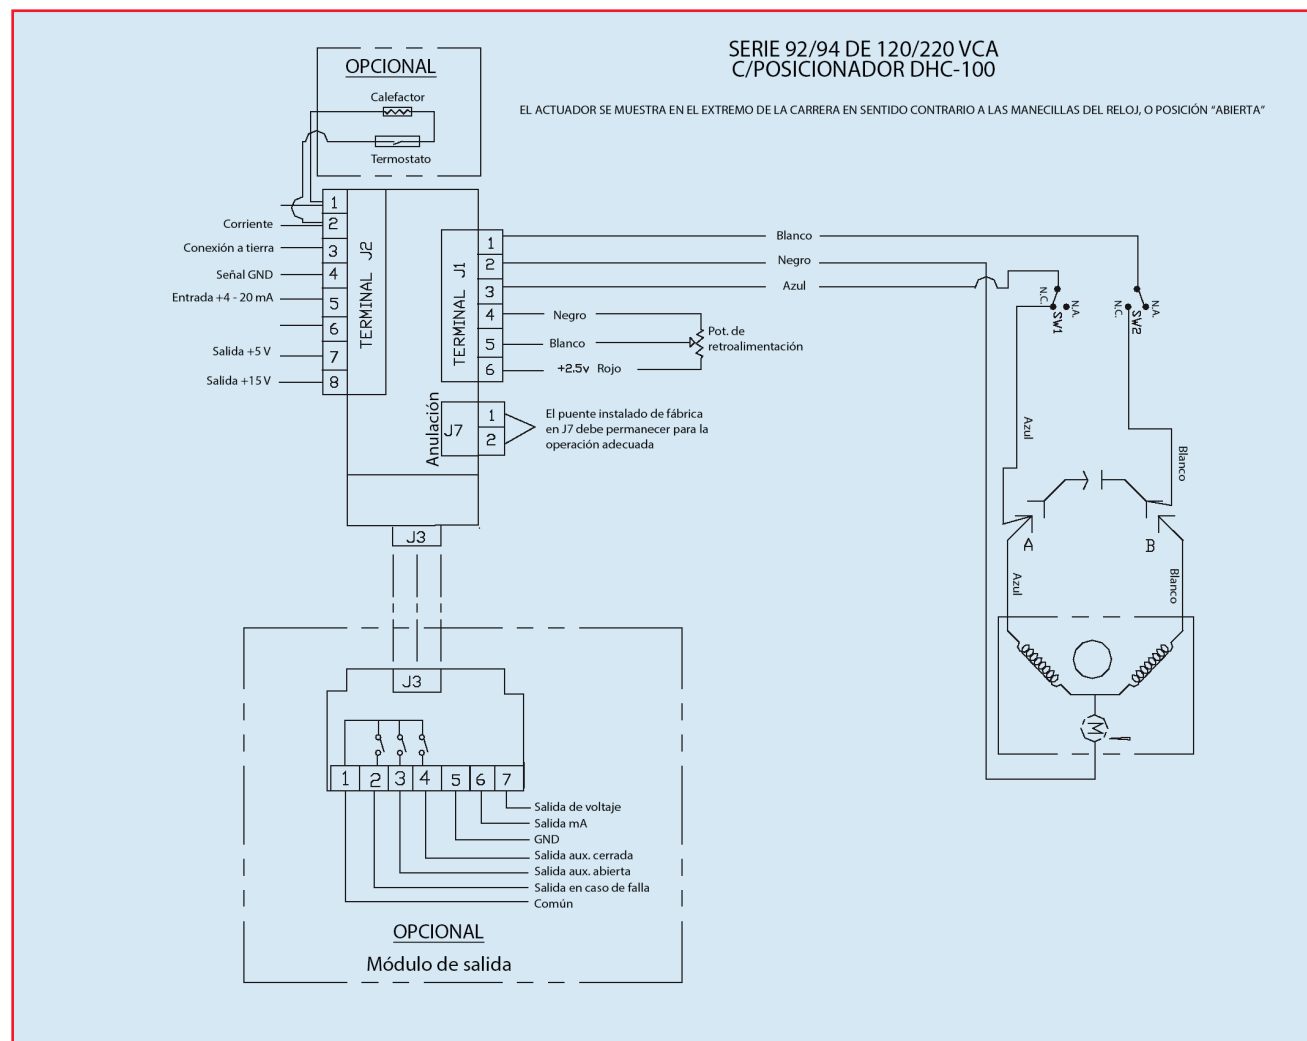 SERIE 92/94 DE 120/220 VCA
C/POSICIONADOR DHC-100
EL ACTUADOR SE MUESTRA EN EL EXTREMO DE LA CARRERA EN SENTIDO CONTRARIO A LAS MANECILLAS DEL RELOJ, O POSICIÓN “ABIERTA”
OPCIONAL
Calefactor
Termostato
Corriente
Conexión a tierra
Señal GND
Entrada +4 - 20 mA
Salida +5 V
Salida +15 V
1
2
3
4
5
6
7
8
TERMINAL J2
TERMINAL J1
1
2
3
4
5
6
Blanco
Negro
Azul
Negro
Blanco
+2.5v Rojo
Pot. de
retroalimentación
Anulación
J7
1
2
El puente instalado de fábrica
en J7 debe permanecer para la
operación adecuada
N.C.
N.A.
SW1
N.C.
N.A.
SW2
Azul
Blanco
A
B
Azul
Blanco
M
J3
J3
1
2
3
4
5
6
7
Salida de voltaje
Salida mA
GND
Salida aux. cerrada
Salida aux. abierta
Salida en caso de falla
Común
OPCIONAL
Módulo de salida